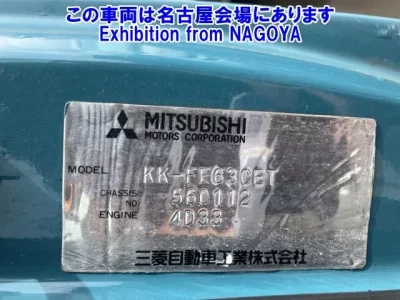 この車両は名古屋会場にあります
Exhibition from NAGOYA
MITSUBISHI
MOTORS CORPORATION
MODEL KK-FE63CET
CHASSIS NO 560112
ENGINE 4D33
三菱自動車工業株式会社